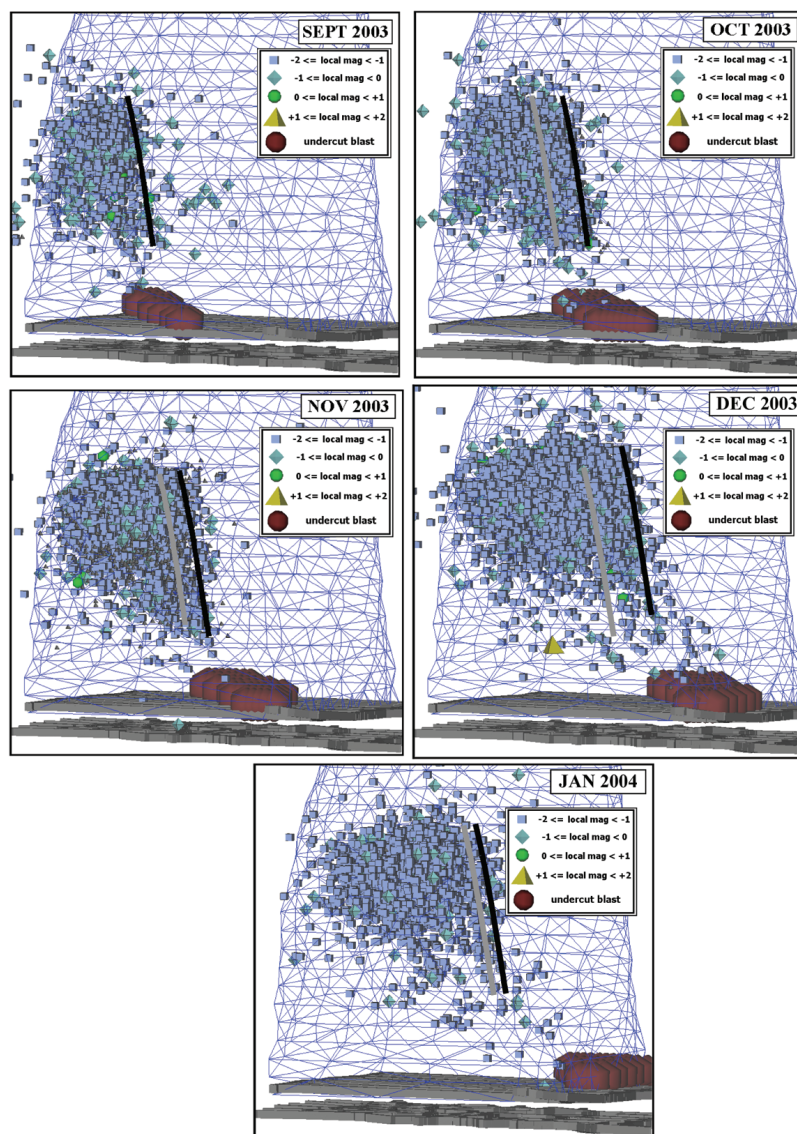 SEPT 2003
-2 <= local mag < -1
-1 <= local mag < 0
0 <= local mag < +1
+1 <= local mag < +2
undercut blast
OCT 2003
-2 <= local mag < -1
-1 <= local mag < 0
0 <= local mag < +1
+1 <= local mag < +2
undercut blast
NOV 2003
-2 <= local mag < -1
-1 <= local mag < 0
0 <= local mag < +1
+1 <= local mag < +2
undercut blast
DEC 2003
-2 <= local mag < -1
-1 <= local mag < 0
0 <= local mag < +1
+1 <= local mag < +2
undercut blast
JAN 2004
-2 <= local mag < -1
-1 <= local mag < 0
0 <= local mag < +1
+1 <= local mag < +2
undercut blast